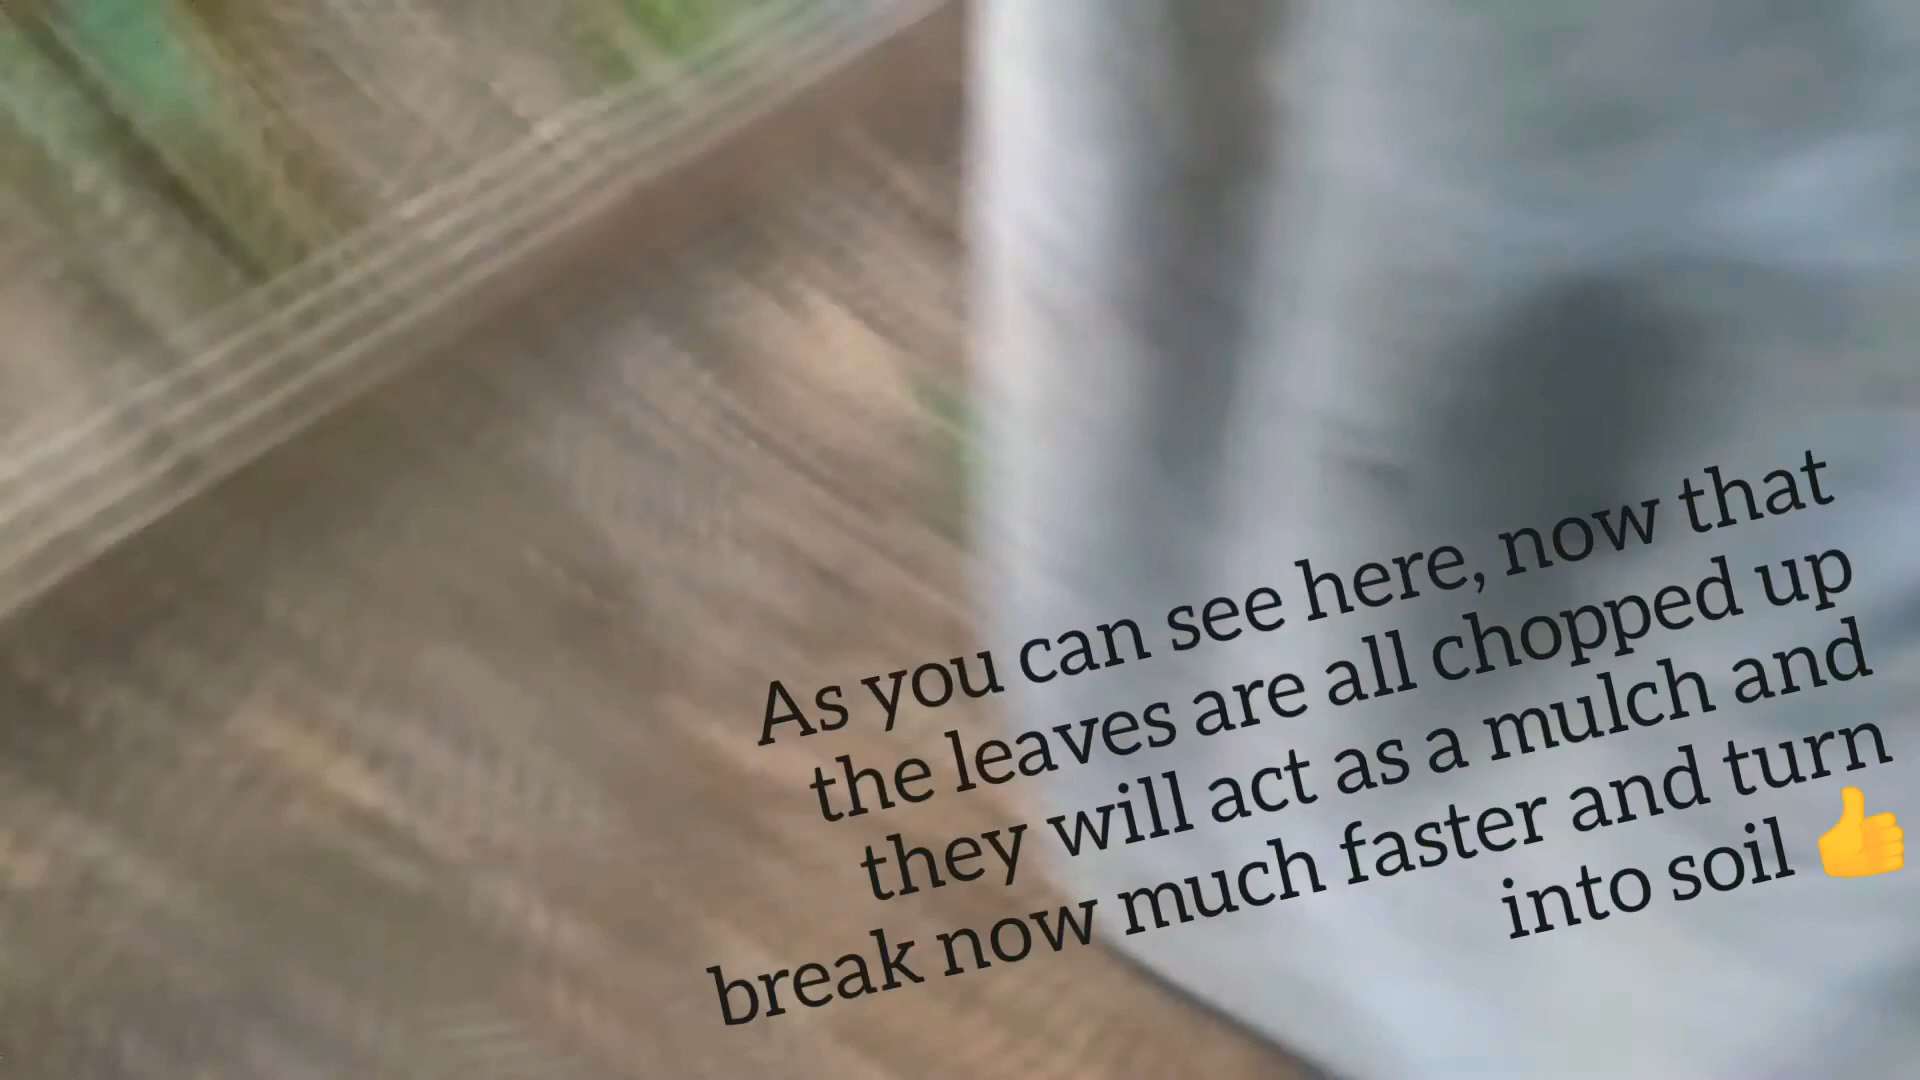 As you can see here, now that
the leaves are all chopped up
they will act as a mulch and
break now much faster and turn
into soil 👍